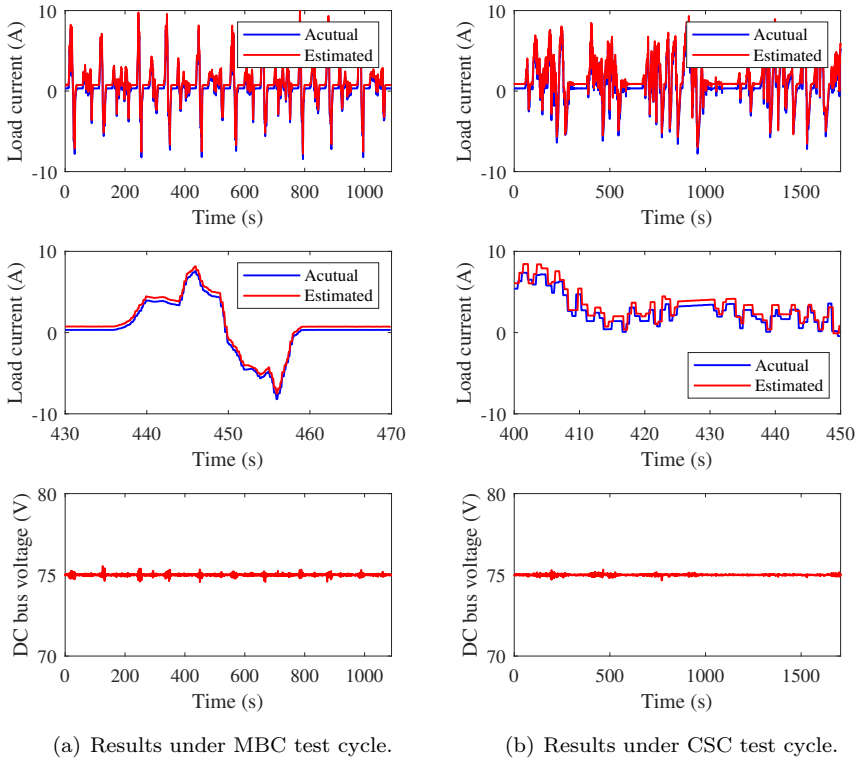 Load current (A)
10
0
-10
0
200
400
600
800
1000
Time (s)
Acutual
Estimated
Load current (A)
10
0
-10
0
500
1000
1500
Time (s)
Acutual
Estimated
Load current (A)
10
0
-10
430
440
450
460
470
Time (s)
Acutual
Estimated
Load current (A)
10
0
-10
400
410
420
430
440
450
Time (s)
Acutual
Estimated
DC bus voltage (V)
80
75
70
0
200
400
600
800
1000
Time (s)
DC bus voltage (V)
80
75
70
0
500
1000
1500
Time (s)
(a) Results under MBC test cycle.
(b) Results under CSC test cycle.